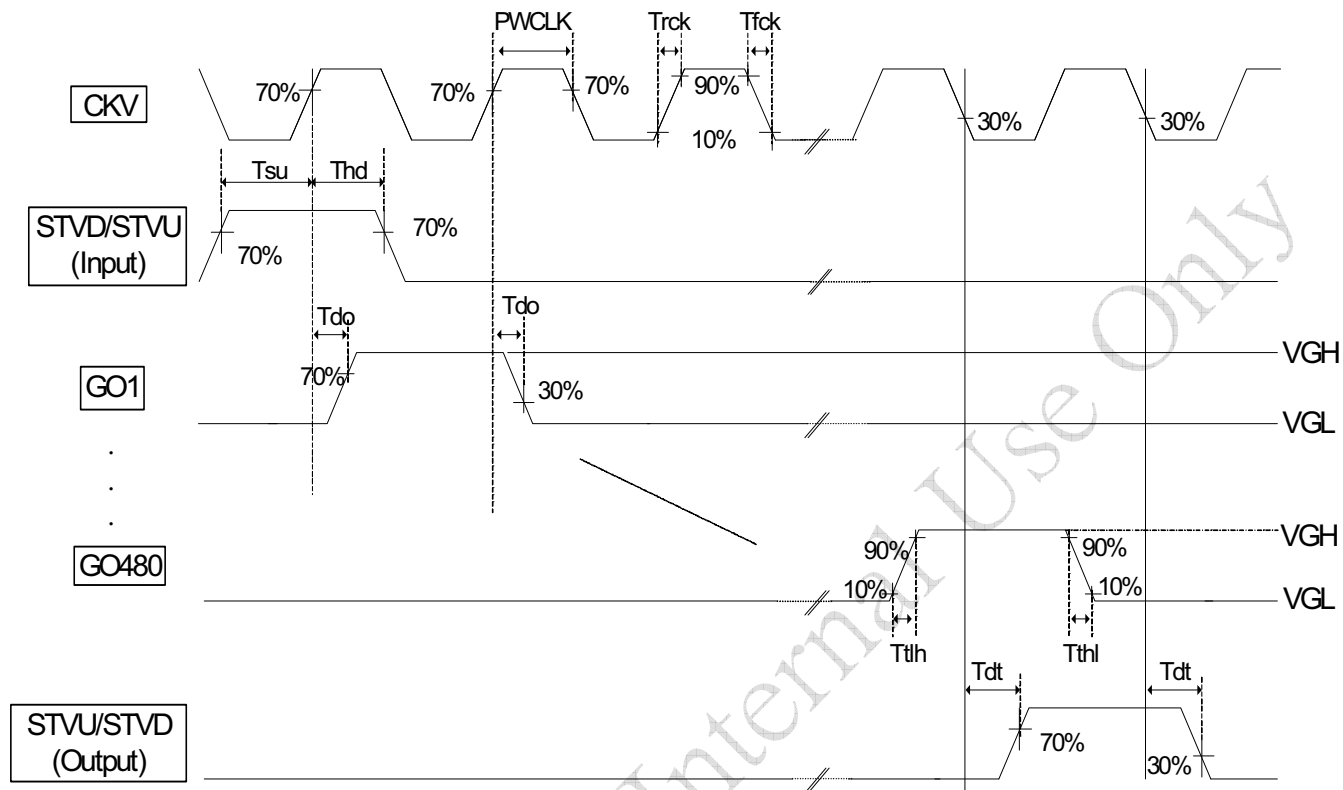 PWCLK Trck Tfck
CKV
70% 70% 70% 90% 30% 30%
10%
Tsu Thd
STVD/STVU
(Input)
70% 70%
Tdo Tdo
VGH
GO1
70% 30%
VGL
.
.
.
GO480
VGH
90% 90%
10% 10%
VGL
Ttlh Tthl
Tdt Tdt
STVU/STVD
(Output)
70% 30%
Internal Use Only